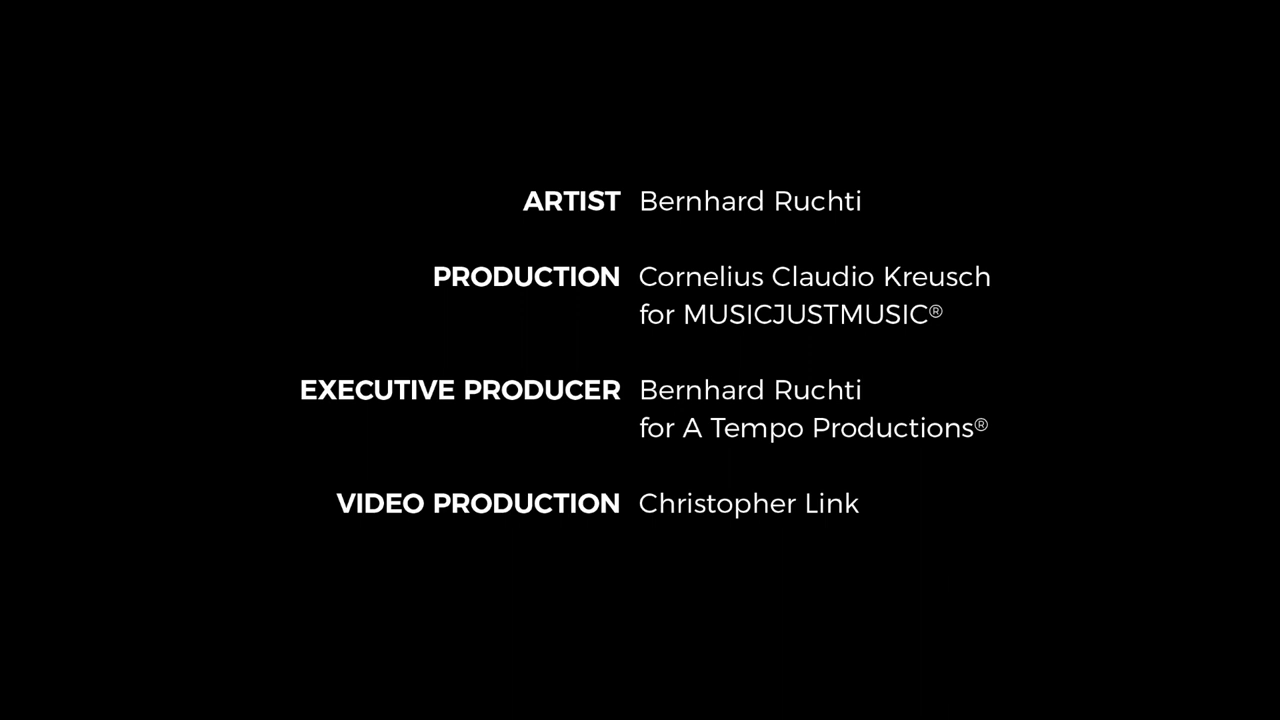 ARTIST Bernhard Ruchti
PRODUCTION Cornelius Claudio Kreusch
for MUSICJUSTMUSIC®
EXECUTIVE PRODUCER Bernhard Ruchti
for A Tempo Productions®
VIDEO PRODUCTION Christopher Link